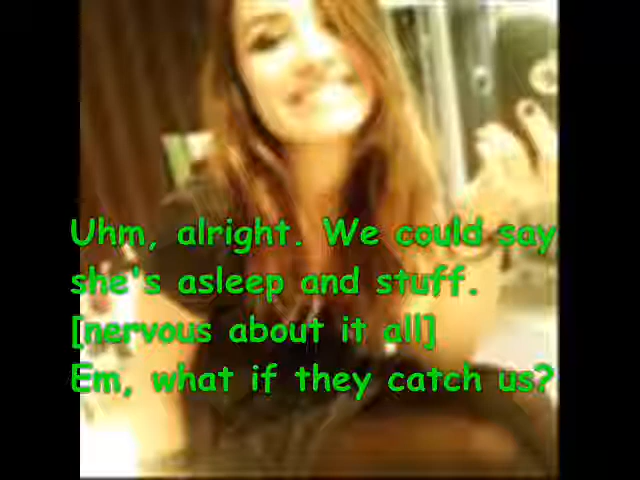 Uhm, alright. We could say
she's asleep and stuff.
[nervous about it all]
Em, what if they catch us?